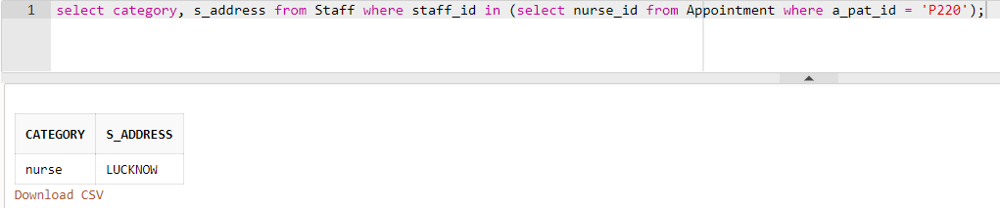 1 select category, s_address from Staff where staff_id in (select nurse_id from Appointment where a_pat_id = 'P220');
CATEGORY S_ADDRESS
nurse LUCKNOW
Download CSV